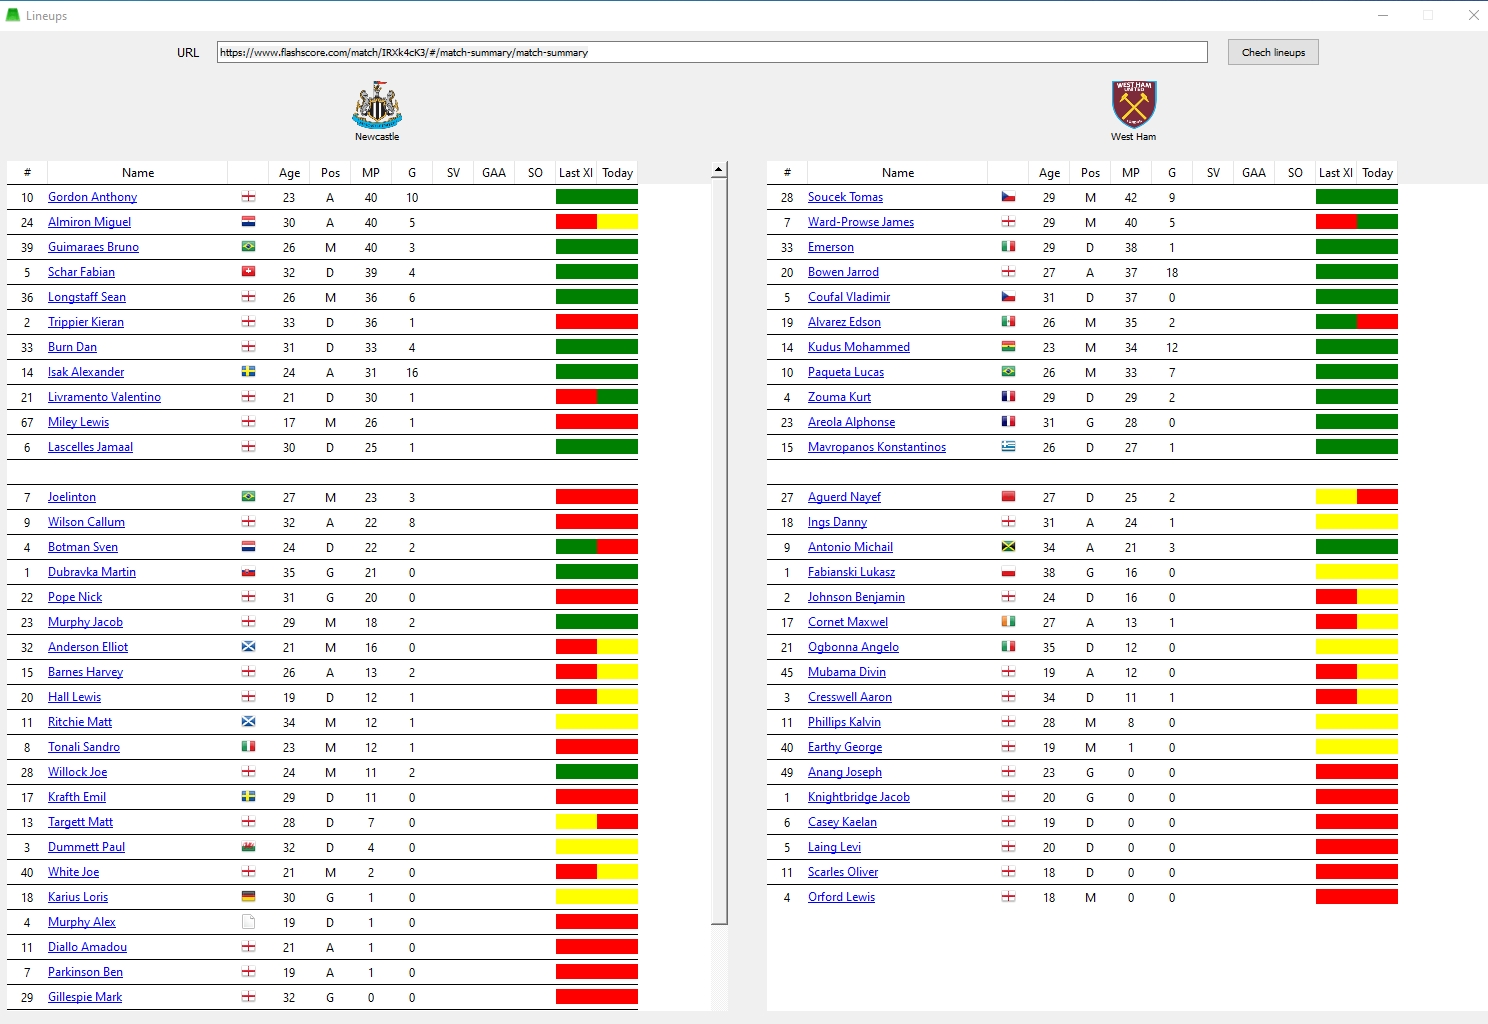 Lineups
URL https://www.flashscore.com/match/IRXk4cK3/#/match-summary/match-summary Chech lineups
WEST HAM UNITED
Newcastle
West Ham
# Name Age Pos MP G SV GAA SO Last XI Today
10 Gordon Anthony 23 A 40 10
24 Almiron Miguel 30 A 40 5
39 Guimaraes Bruno 26 M 40 3
5 Schar Fabian 32 D 39 4
36 Longstaff Sean 26 M 36 6
2 Trippier Kieran 33 D 36 1
33 Burn Dan 31 D 33 4
14 Isak Alexander 24 A 31 16
21 Livramento Valentino 21 D 30 1
67 Miley Lewis 17 M 26 1
6 Lascelles Jamaal 30 D 25 1
7 Joelinton 27 M 23 3
9 Wilson Callum 32 A 22 8
4 Botman Sven 24 D 22 2
1 Dubravka Martin 35 G 21 0
22 Pope Nick 31 G 20 0
23 Murphy Jacob 29 M 18 2
32 Anderson Elliot 21 M 16 0
15 Barnes Harvey 26 A 13 2
20 Hall Lewis 19 D 12 1
11 Ritchie Matt 34 M 12 1
8 Tonali Sandro 23 M 12 1
28 Willock Joe 24 M 11 2
17 Krafth Emil 29 D 11 0
13 Targett Matt 28 D 7 0
3 Dummett Paul 32 D 4 0
40 White Joe 21 M 2 0
18 Karius Loris 30 G 1 0
4 Murphy Alex 19 D 1 0
11 Diallo Amadou 21 A 1 0
7 Parkinson Ben 19 A 1 0
29 Gillespie Mark 32 G 0 0
# Name Age Pos MP G SV GAA SO Last XI Today
28 Soucek Tomas 29 M 42 9
7 Ward-Prowse James 29 M 40 5
33 Emerson 29 D 38 1
20 Bowen Jarrod 27 A 37 18
5 Coufal Vladimir 31 D 37 0
19 Alvarez Edson 26 M 35 2
14 Kudus Mohammed 23 M 34 12
10 Paqueta Lucas 26 M 33 7
4 Zouma Kurt 29 D 29 2
23 Areola Alphonse 31 G 28 0
15 Mavropanos Konstantinos 26 D 27 1
27 Aguerd Nayef 27 D 25 2
18 Ings Danny 31 A 24 1
9 Antonio Michail 34 A 21 3
1 Fabianski Lukasz 38 G 16 0
2 Johnson Benjamin 24 D 16 0
17 Cornet Maxwel 27 A 13 1
21 Ogbonna Angelo 35 D 12 0
45 Mubama Divin 19 A 12 0
3 Cresswell Aaron 34 D 11 1
11 Phillips Kalvin 28 M 8 0
40 Earthy George 19 M 1 0
49 Anang Joseph 23 G 0 0
1 Knightbridge Jacob 20 G 0 0
6 Casey Kaelan 19 D 0 0
5 Laing Levi 20 D 0 0
11 Scarles Oliver 18 D 0 0
4 Orford Lewis 18 M 0 0